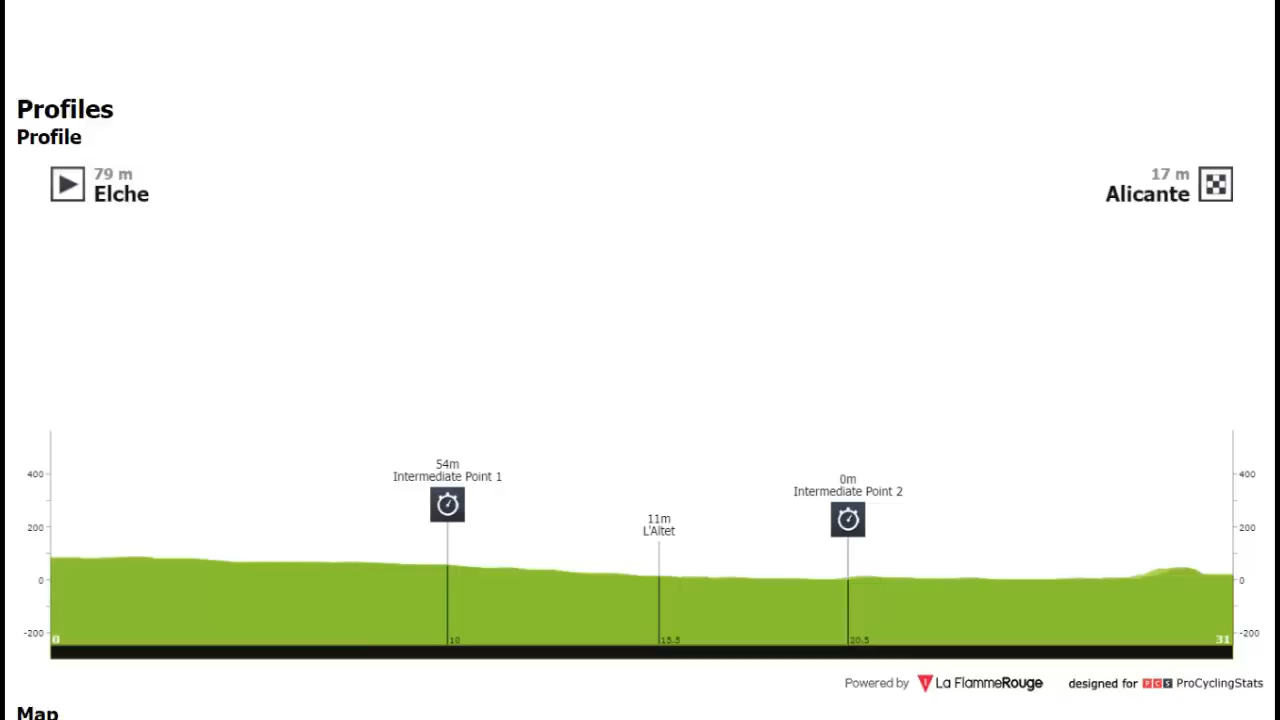 Profiles
Profile
79 m
Elche
17 m
Alicante
54m
Intermediate Point 1
0m
Intermediate Point 2
11m
L'Altet
400
200
0
-200
400
200
0
-200
0
10
15.5
20.5
31
Powered by La FlammeRouge designed for PCS ProCyclingStats
Map